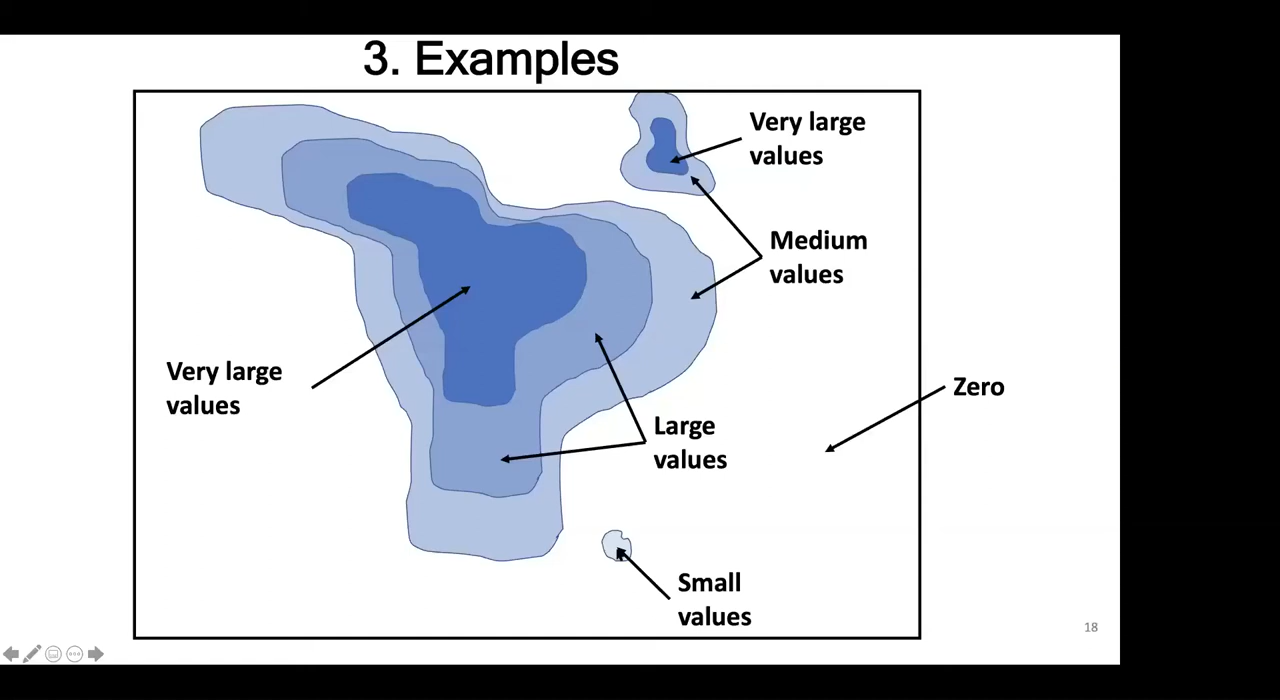 3. Examples
Very large
values
Medium
values
Very large
values
Zero
Large
values
Small
values
18